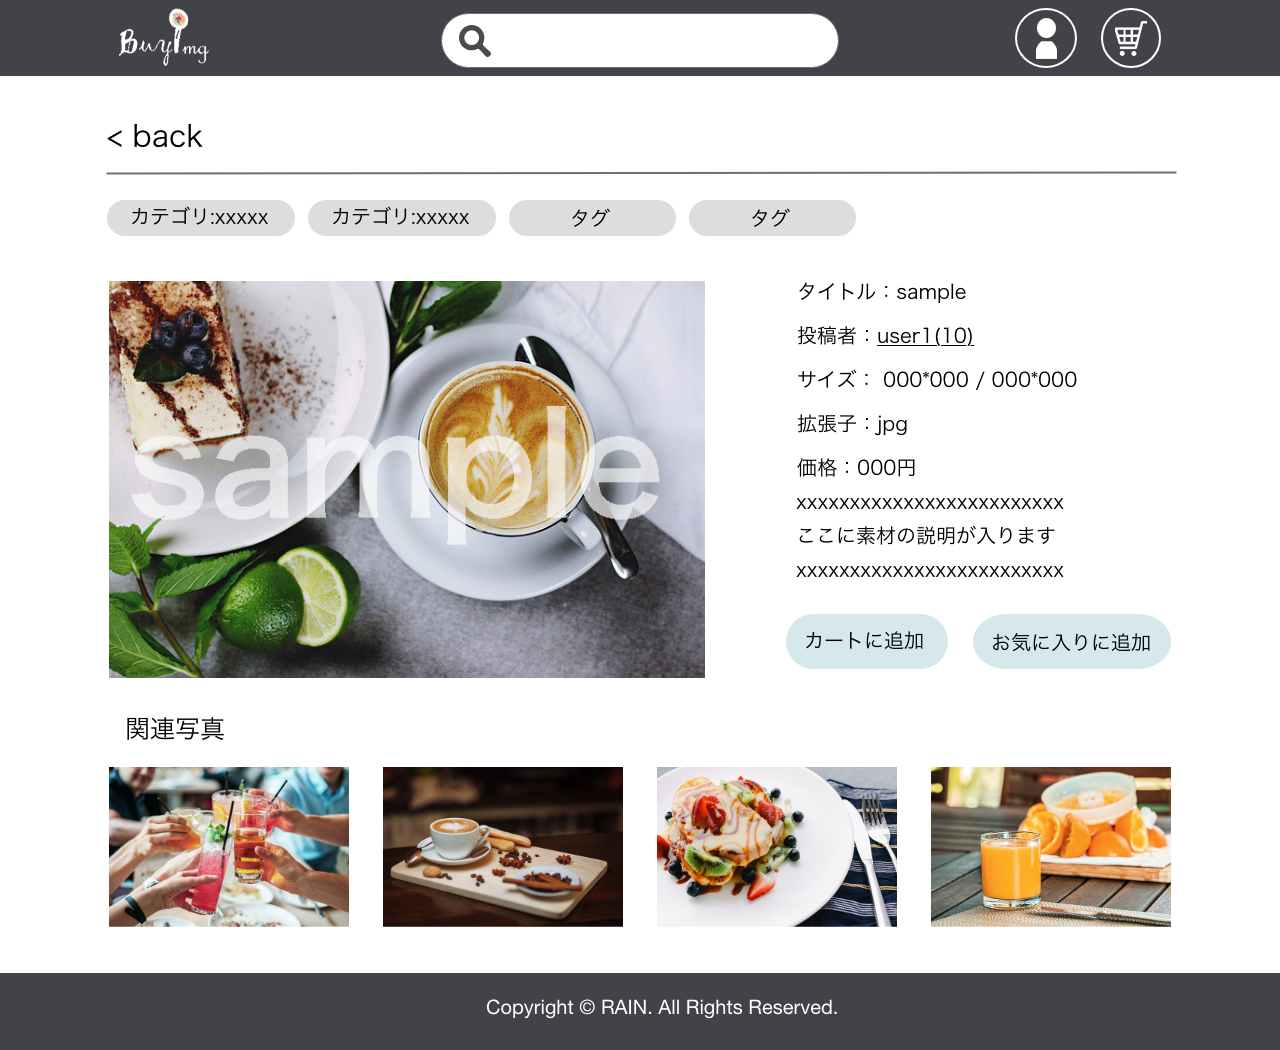 BuyImg
< back
カテゴリ:xxxxx
カテゴリ:xxxxx
タグ
タグ
sample
タイトル：sample
投稿者：user1(10)
サイズ： 000*000 / 000*000
拡張子：jpg
価格：000円
xxxxxxxxxxxxxxxxxxxxxxxxx
ここに素材の説明が入ります
xxxxxxxxxxxxxxxxxxxxxxxxx
カートに追加
お気に入りに追加
関連写真
Copyright © RAIN. All Rights Reserved.